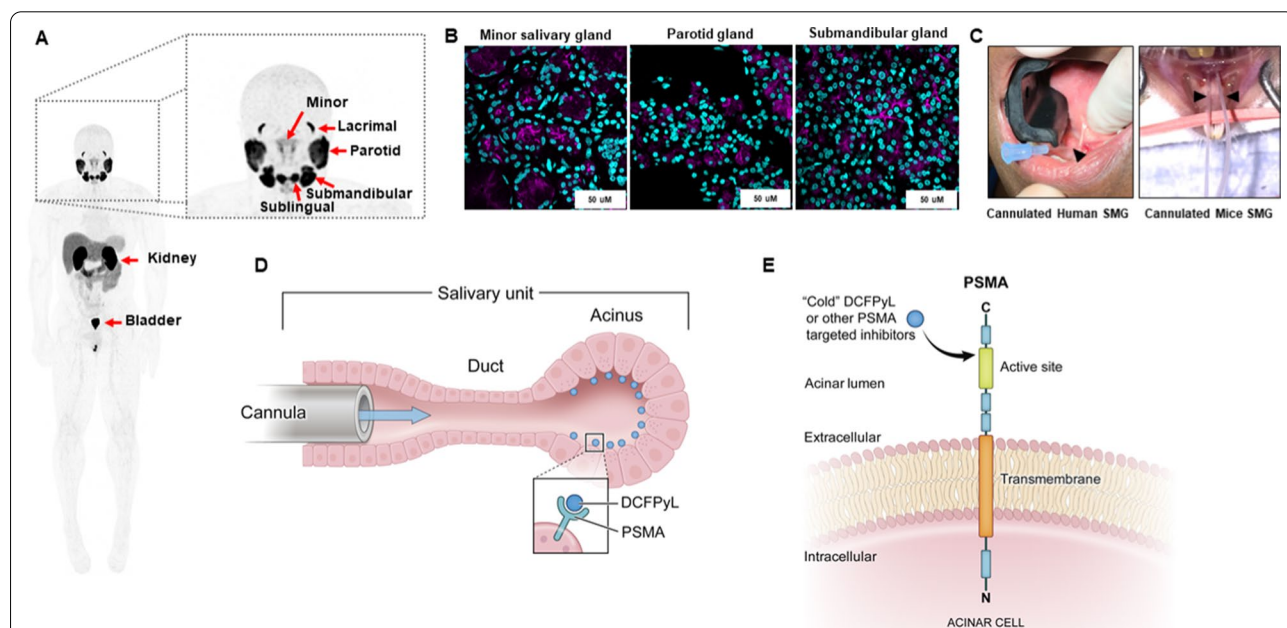 A
Minor
Lacrimal
Parotid
Submandibular
Sublingual
Kidney
Bladder
B
Minor salivary gland
Parotid gland
Submandibular gland
50 uM
50 uM
50 uM
C
Cannulated Human SMG
Cannulated Mice SMG
D
Salivary unit
Acinus
Duct
Cannula
DCFPyL
PSMA
E
PSMA
C
“Cold” DCFPyL
or other PSMA
targeted inhibitors
Active site
Acinar lumen
Extracellular
Transmembrane
Intracellular
N
ACINAR CELL